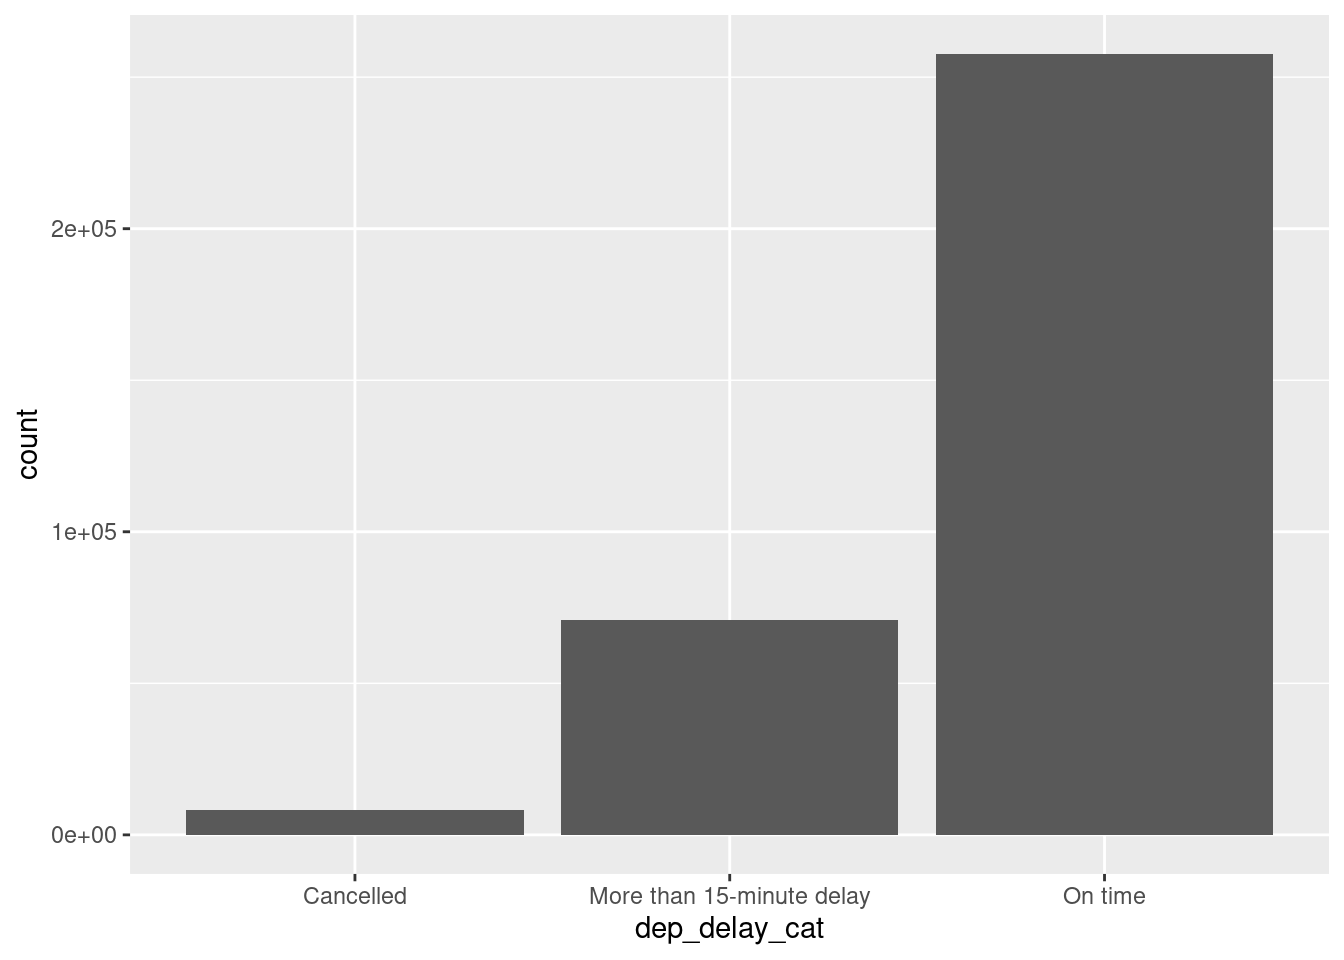 count
2e+05
1e+05
0e+00
Cancelled
More than 15-minute delay
On time
dep_delay_cat